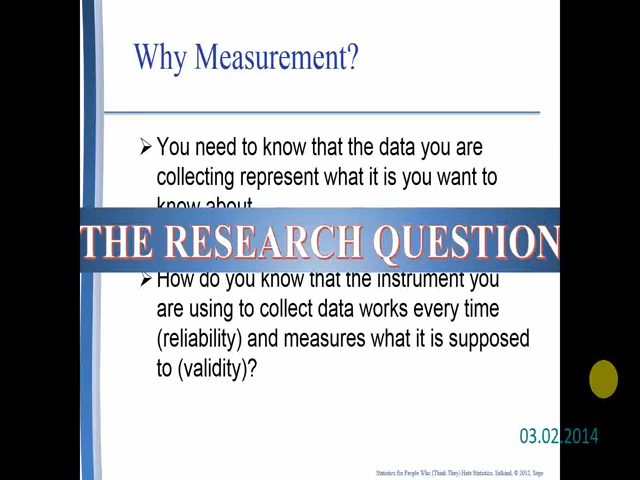 Why Measurement?
You need to know that the data you are
collecting represent what it is you want to
know about
THE RESEARCH QUESTION
How do you know that the instrument you
are using to collect data works every time
(reliability) and measures what it is supposed
to (validity)?
03.02.2014
Statistics for People Who (Think They) Hate Statistics, Salkind, © 2012, Sage